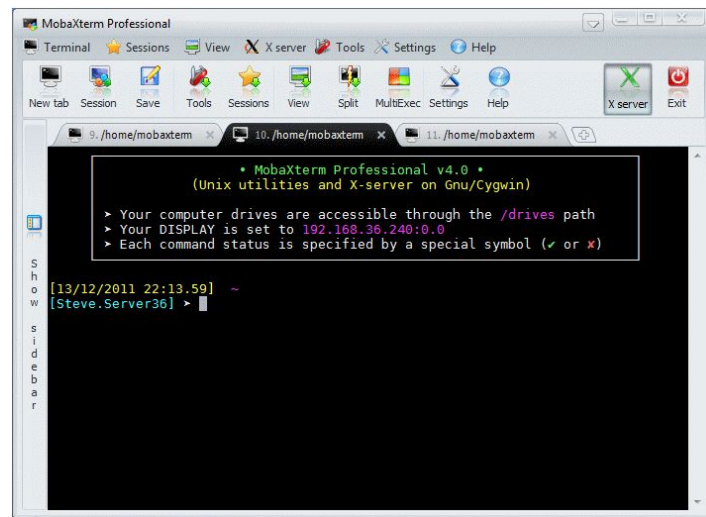 MobaXterm Professional
Terminal Sessions View X server Tools Settings Help
New tab Session Save Tools Sessions View Split MultiExec Settings Help X server Exit
9. /home/mobaxterm 10. /home/mobaxterm 11. /home/mobaxterm
• MobaXterm Professional v4.0 •
(Unix utilities and X-server on Gnu/Cygwin)
➤ Your computer drives are accessible through the /drives path
➤ Your DISPLAY is set to 192.168.36.240:0.0
➤ Each command status is specified by a special symbol (✔ or ✘)
[13/12/2011 22:13.59] ~
[Steve.Server36] ➤
Show sidebar